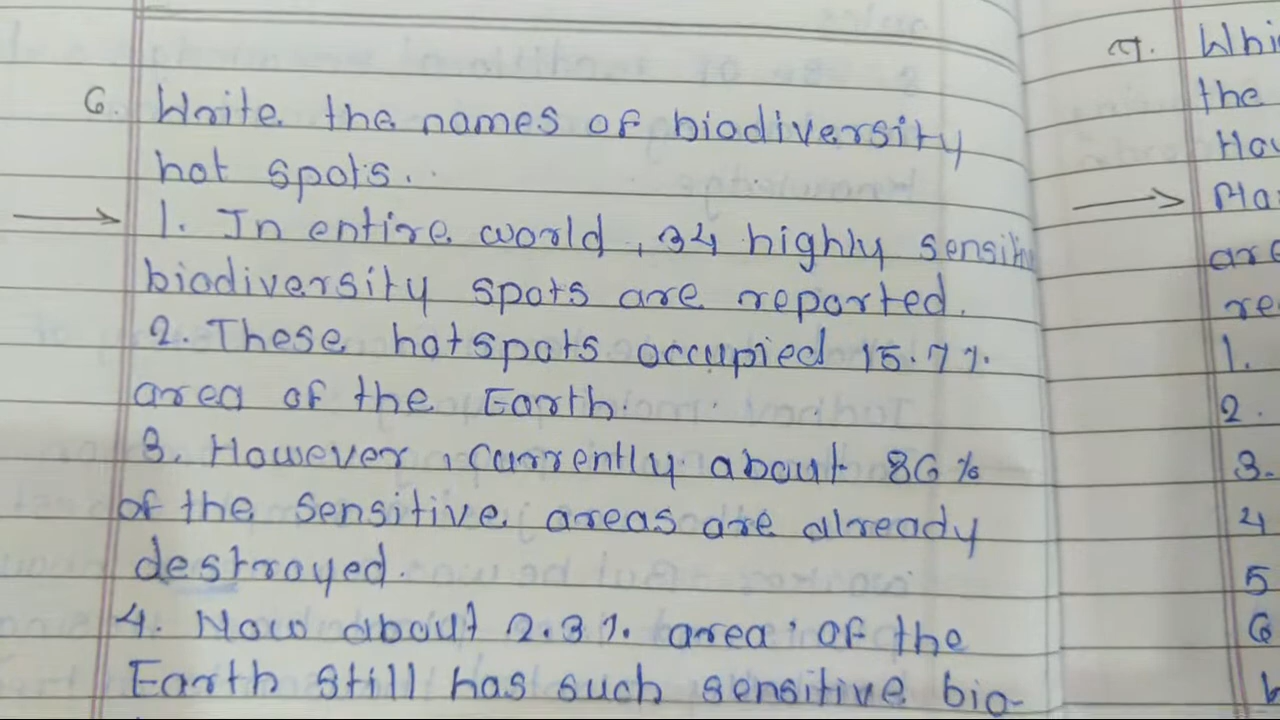 6. Write the names of biodiversity
hot spots.
1. In entire world, 34 highly sensitiv
biodiversity spots are reported.
2. These hotspots occupied 15.7%
area of the Earth.
3. However, currently about 86%
of the sensitive areas are already
destroyed.
4. Now about 2.3% area of the
Earth still has such sensitive bio-
Whi
the
Hav
are
re
1.
2.
3.
4
5
6